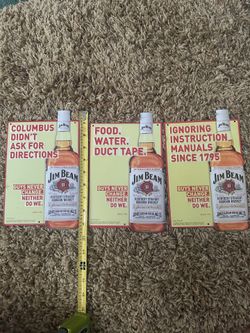 COLUMBUS
DIDN'T
ASK FOR
DIRECTIONS.
GUYS NEVER
CHANGE.
NEITHER
DO WE.
JIM BEAM
FOOD.
WATER.
DUCT TAPE.
GUYS NEVER
CHANGE.
NEITHER
DO WE.
JIM BEAM
IGNORING
INSTRUCTION
MANUALS
SINCE 1795
GUYS NEVER
CHANGE.
NEITHER
DO WE.
JIM BEAM